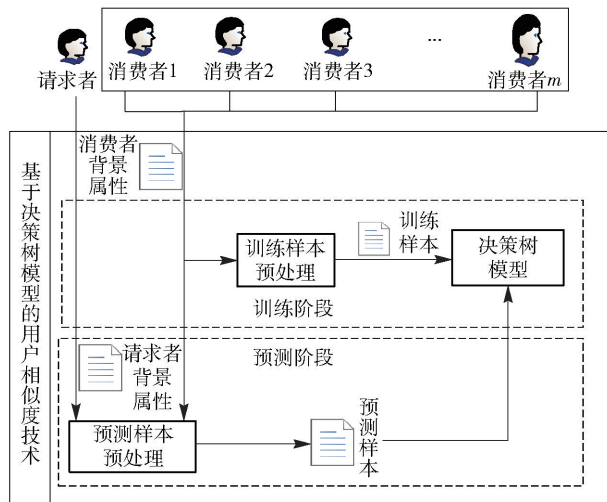 请求者
消费者1
消费者2
消费者3
...
消费者m
基于决策树模型的用户相似度技术
消费者
背景
属性
训练样本
预处理
训练
样本
决策树
模型
训练阶段
预测阶段
请求者
背景
属性
预测样本
预处理
预测样本